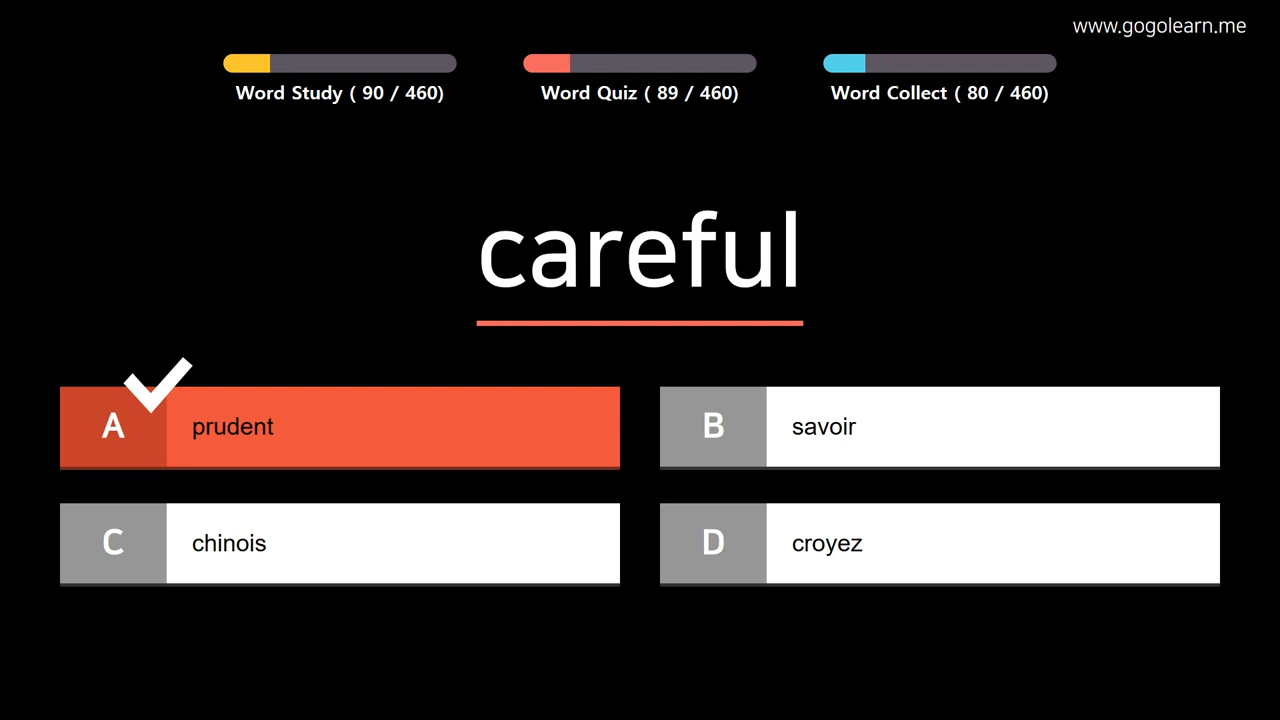 www.gogolearn.me
Word Study ( 90 / 460)
Word Quiz ( 89 / 460)
Word Collect ( 80 / 460)
careful
A prudent
B savoir
C chinois
D croyez